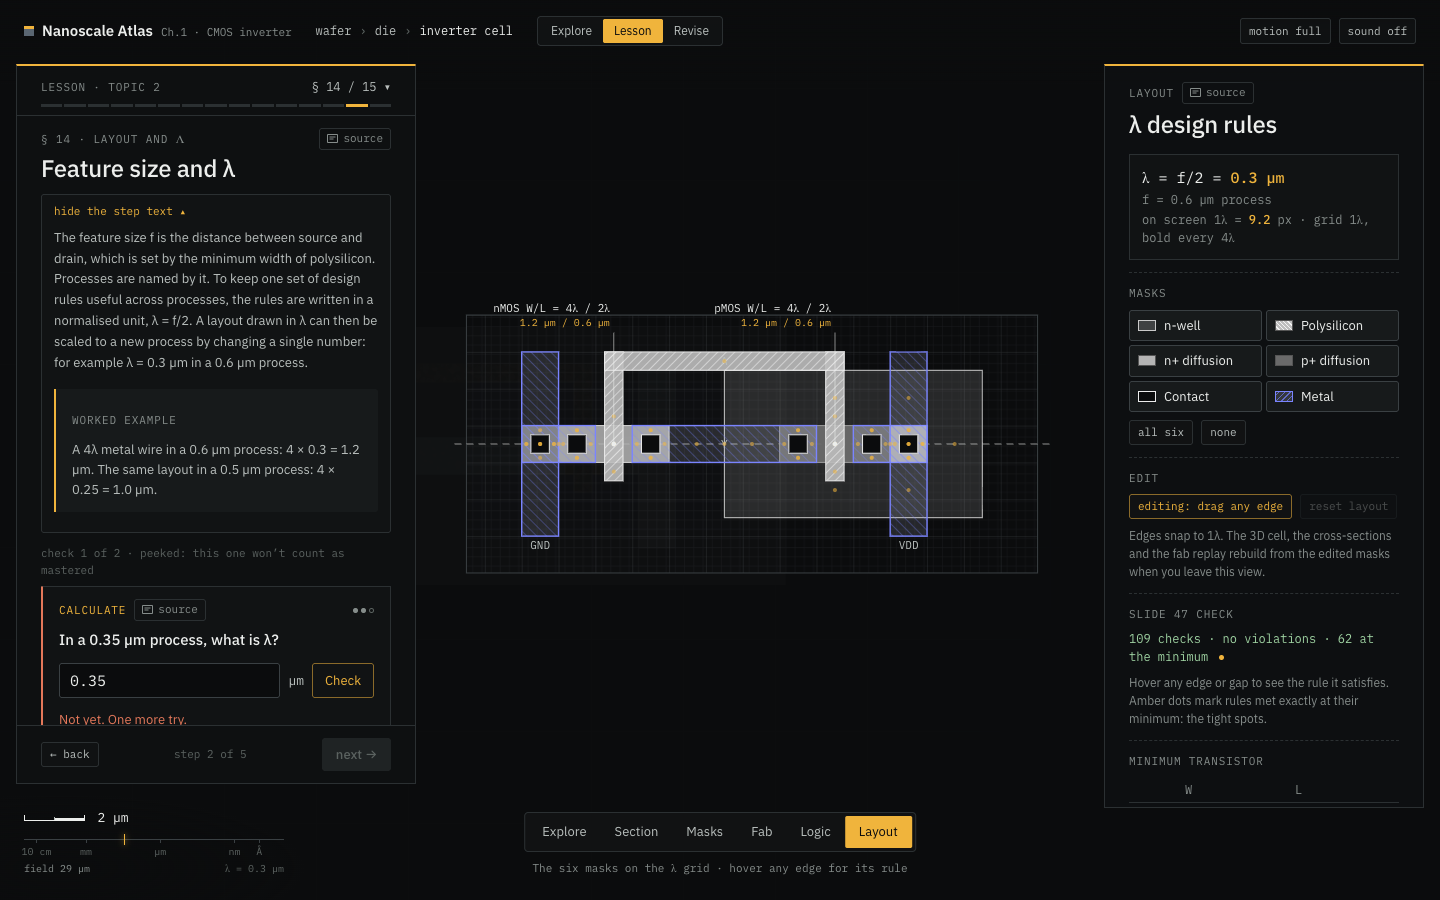 Nanoscale Atlas Ch.1 · CMOS inverter wafer › die › inverter cell Explore Lesson Revise motion full sound off
LESSON · TOPIC 2 § 14 / 15 ▾
§ 14 · LAYOUT AND Λ source
Feature size and λ
hide the step text ▴
The feature size f is the distance between source and
drain, which is set by the minimum width of polysilicon.
Processes are named by it. To keep one set of design
rules useful across processes, the rules are written in a
normalised unit, λ = f/2. A layout drawn in λ can then be
scaled to a new process by changing a single number:
for example λ = 0.3 µm in a 0.6 µm process.
WORKED EXAMPLE
A 4λ metal wire in a 0.6 µm process: 4 × 0.3 = 1.2
µm. The same layout in a 0.5 µm process: 4 ×
0.25 = 1.0 µm.
check 1 of 2 · peeked: this one won’t count as
mastered
CALCULATE source
In a 0.35 µm process, what is λ?
0.35 µm Check
Not yet. One more try.
← back step 2 of 5 next →
nMOS W/L = 4λ / 2λ pMOS W/L = 4λ / 2λ
1.2 µm / 0.6 µm 1.2 µm / 0.6 µm
Y
GND VDD
LAYOUT source
λ design rules
λ = f/2 = 0.3 µm
f = 0.6 µm process
on screen 1λ = 9.2 px · grid 1λ,
bold every 4λ
MASKS
n-well Polysilicon
n+ diffusion p+ diffusion
Contact Metal
all six none
EDIT
editing: drag any edge reset layout
Edges snap to 1λ. The 3D cell, the cross-sections
and the fab replay rebuild from the edited masks
when you leave this view.
SLIDE 47 CHECK
109 checks · no violations · 62 at
the minimum
Hover any edge or gap to see the rule it satisfies.
Amber dots mark rules met exactly at their
minimum: the tight spots.
MINIMUM TRANSISTOR
W L
2 µm
10 cm mm µm nm Å
field 29 µm λ = 0.3 µm
Explore Section Masks Fab Logic Layout
The six masks on the λ grid · hover any edge for its rule